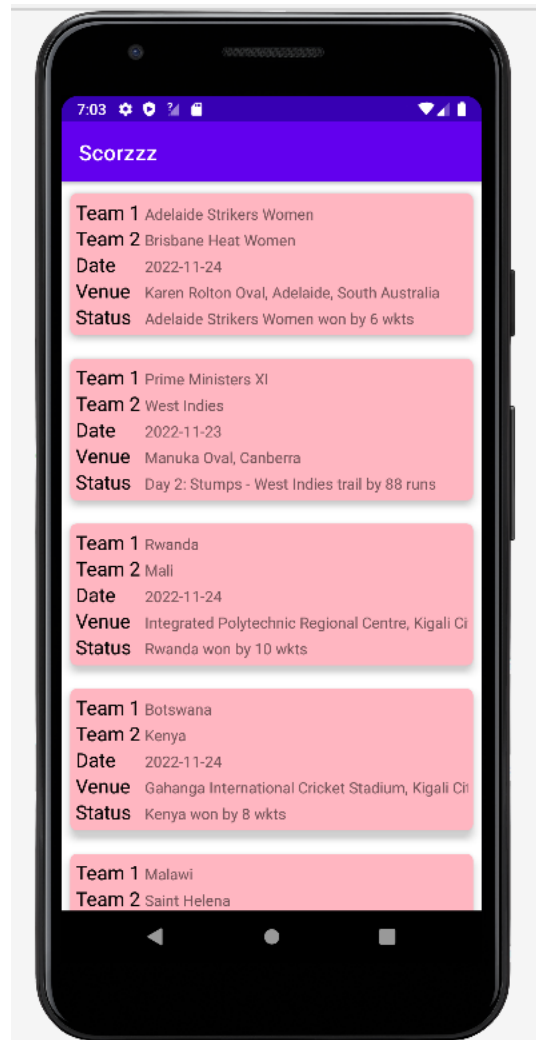 7:03
Scorzzz
Team 1 Adelaide Strikers Women
Team 2 Brisbane Heat Women
Date 2022-11-24
Venue Karen Rolton Oval, Adelaide, South Australia
Status Adelaide Strikers Women won by 6 wkts
Team 1 Prime Ministers XI
Team 2 West Indies
Date 2022-11-23
Venue Manuka Oval, Canberra
Status Day 2: Stumps - West Indies trail by 88 runs
Team 1 Rwanda
Team 2 Mali
Date 2022-11-24
Venue Integrated Polytechnic Regional Centre, Kigali Ci
Status Rwanda won by 10 wkts
Team 1 Botswana
Team 2 Kenya
Date 2022-11-24
Venue Gahanga International Cricket Stadium, Kigali Cit
Status Kenya won by 8 wkts
Team 1 Malawi
Team 2 Saint Helena